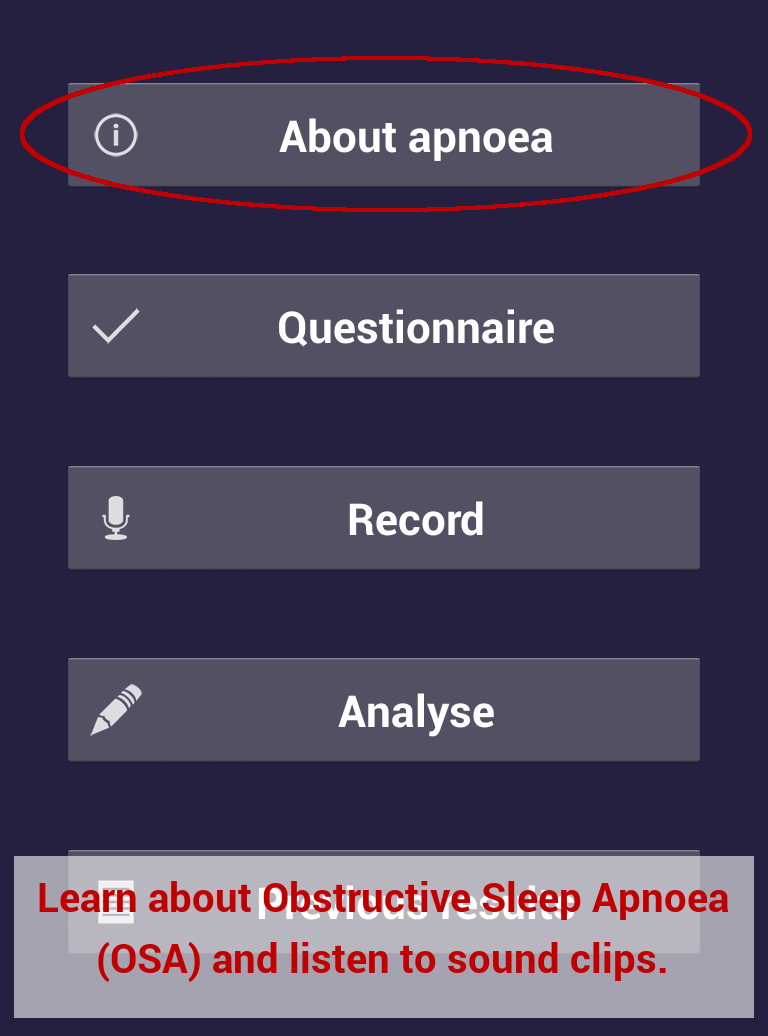 About apnoea
Questionnaire
Record
Analyse
Previous results
Learn about Obstructive Sleep Apnoea
(OSA) and listen to sound clips.